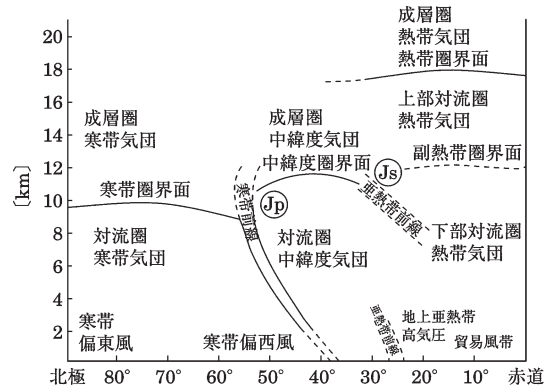 成層圏
熱帯気団
熱帯圏界面
上部対流圏
熱帯気団
成層圏
寒帯気団
成層圏
中緯度気団
中緯度圏界面
副熱帯圏界面
Js
寒帯圏界面
寒帯前線
Jp
亜熱帯前線
対流圏
寒帯気団
対流圏
中緯度気団
下部対流圏
熱帯気団
寒帯
偏東風
寒帯偏西風
亜熱帯前線
地上亜熱帯
高気圧
貿易風帯
[km]
20
18
16
14
12
10
8
6
4
2
北極 80° 70° 60° 50° 40° 30° 20° 10° 赤道